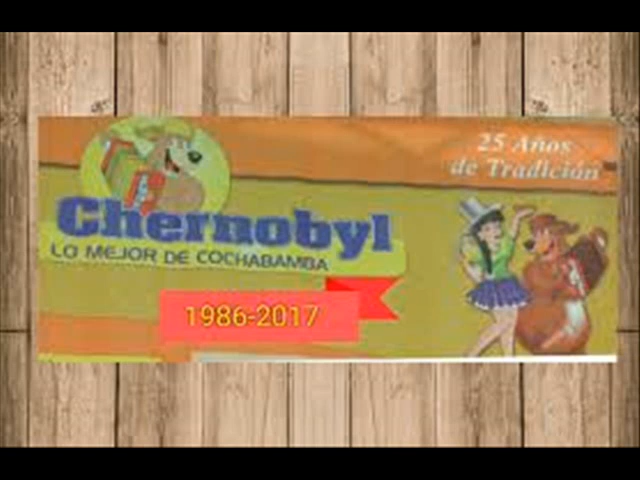 25 Años
de Tradición
Chernobyl
LO MEJOR DE COCHABAMBA
1986-2017